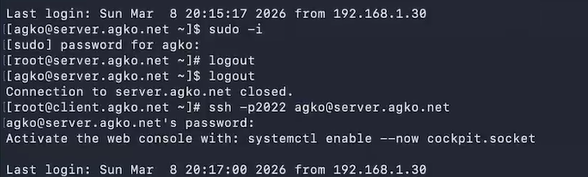 Last login: Sun Mar  8 20:15:17 2026 from 192.168.1.30
[agko@server.agko.net ~]$ sudo -i
[sudo] password for agko:
[root@server.agko.net ~]# logout
[agko@server.agko.net ~]$ logout
Connection to server.agko.net closed.
[root@client.agko.net ~]# ssh -p2022 agko@server.agko.net
agko@server.agko.net's password:
Activate the web console with: systemctl enable --now cockpit.socket

Last login: Sun Mar  8 20:17:00 2026 from 192.168.1.30